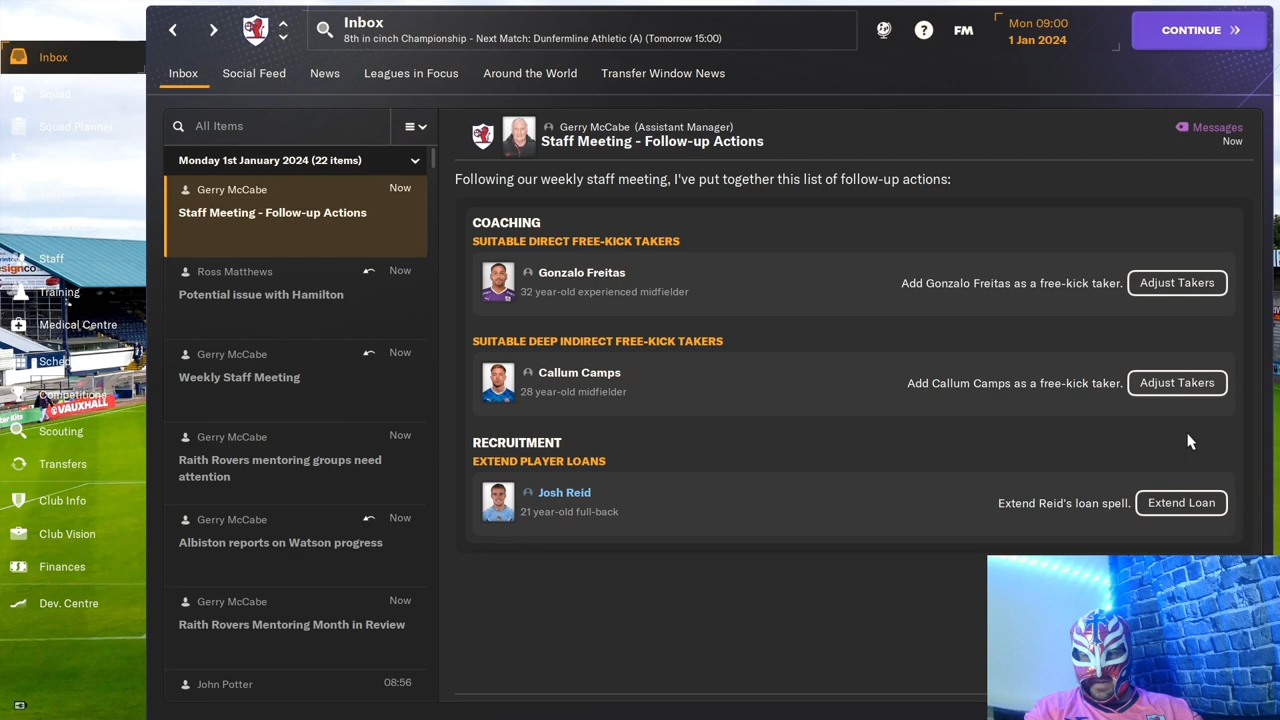 Inbox
8th in cinch Championship - Next Match: Dunfermline Athletic (A) (Tomorrow 15:00)
?
FM
Mon 09:00
1 Jan 2024
CONTINUE
Inbox
Social Feed
News
Leagues in Focus
Around the World
Transfer Window News
Inbox
Squad
Squad Planner
Staff
Training
Medical Centre
Sched
Competitions
VAUXHALL
Scouting
Transfers
Club Info
Club Vision
Finances
Dev. Centre
All Items
Monday 1st January 2024 (22 items)
Gerry McCabe
Now
Staff Meeting - Follow-up Actions
Ross Matthews
Now
Potential issue with Hamilton
Gerry McCabe
Now
Weekly Staff Meeting
Gerry McCabe
Now
Raith Rovers mentoring groups need
attention
Gerry McCabe
Now
Albiston reports on Watson progress
Gerry McCabe
Now
Raith Rovers Mentoring Month in Review
John Potter
08:56
Gerry McCabe (Assistant Manager)
Staff Meeting - Follow-up Actions
Messages
Now
Following our weekly staff meeting, I've put together this list of follow-up actions:
COACHING
SUITABLE DIRECT FREE-KICK TAKERS
Gonzalo Freitas
32 year-old experienced midfielder
Add Gonzalo Freitas as a free-kick taker.
Adjust Takers
SUITABLE DEEP INDIRECT FREE-KICK TAKERS
Callum Camps
28 year-old midfielder
Add Callum Camps as a free-kick taker.
Adjust Takers
RECRUITMENT
EXTEND PLAYER LOANS
Josh Reid
21 year-old full-back
Extend Reid's loan spell.
Extend Loan